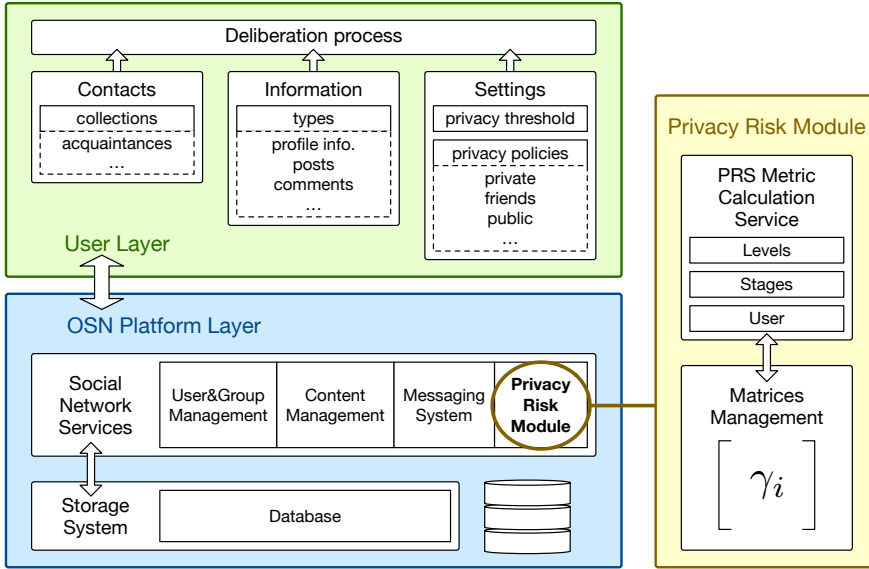 Deliberation process
Contacts
collections
acquaintances
...
Information
types
profile info.
posts
comments
...
Settings
privacy threshold
privacy policies
private
friends
public
...
User Layer
OSN Platform Layer
Social
Network
Services
User&Group
Management
Content
Management
Messaging
System
Privacy
Risk
Module
Storage
System
Database
Privacy Risk Module
PRS Metric
Calculation
Service
Levels
Stages
User
Matrices
Management
[ γi ]